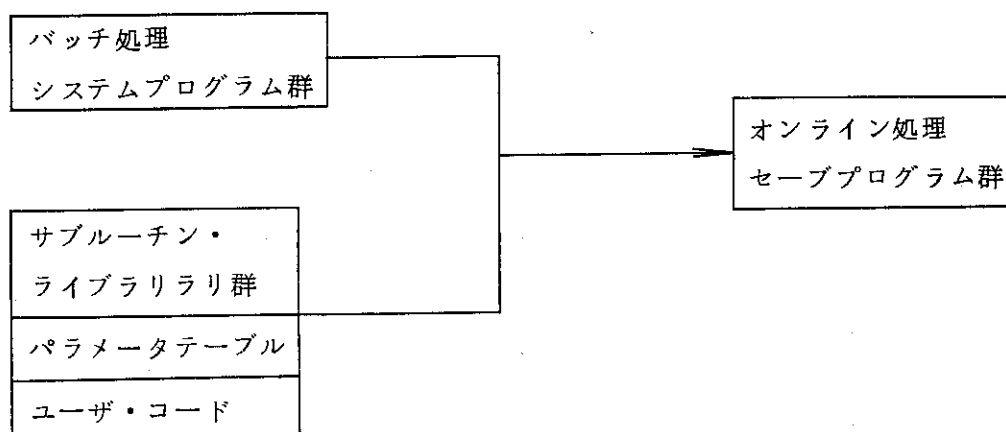 バッチ処理
システムプログラム群
オンライン処理
セーブプログラム群
サブルーチン・
ライブラリラリ群
パラメータテーブル
ユーザ・コード